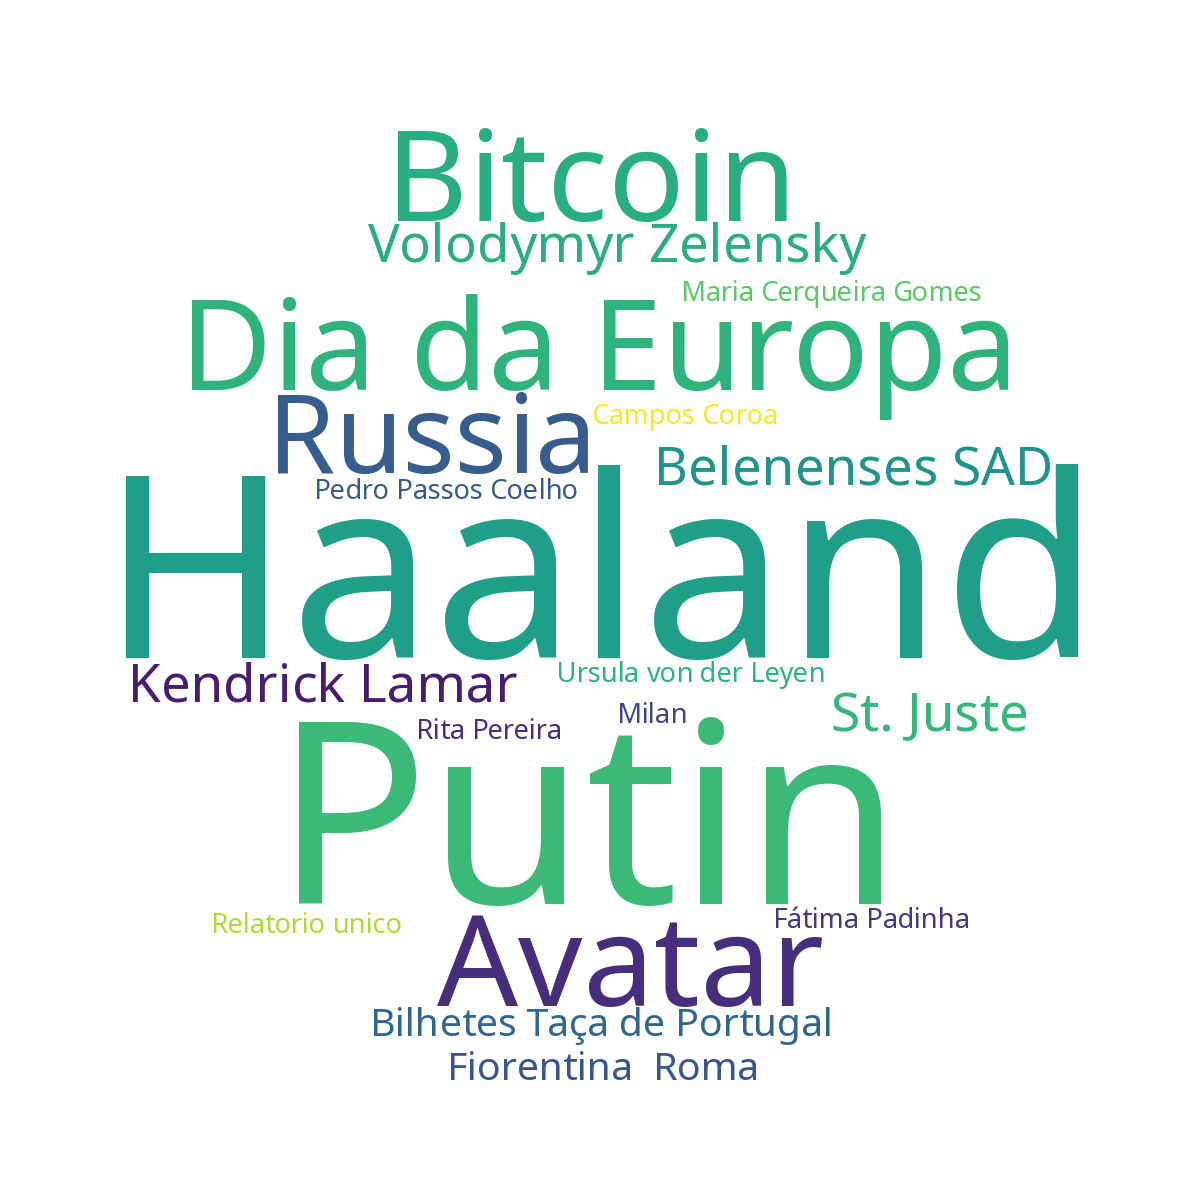 Bitcoin
Volodymyr Zelensky
Maria Cerqueira Gomes
Dia da Europa
Russia
Campos Coroa
Belenenses SAD
Pedro Passos Coelho
Haaland
Kendrick Lamar
Ursula von der Leyen
St. Juste
Rita Pereira
Milan
Putin
Relatorio unico
Fátima Padinha
Avatar
Bilhetes Taça de Portugal
Fiorentina Roma